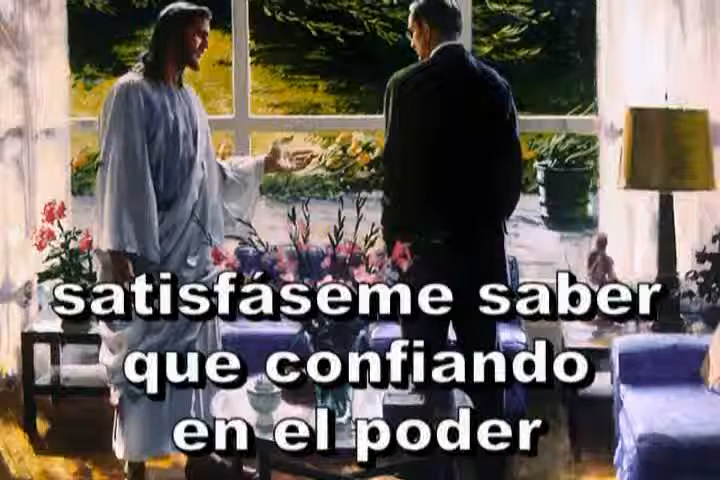 satisfáseme saber
que confiando
en el poder